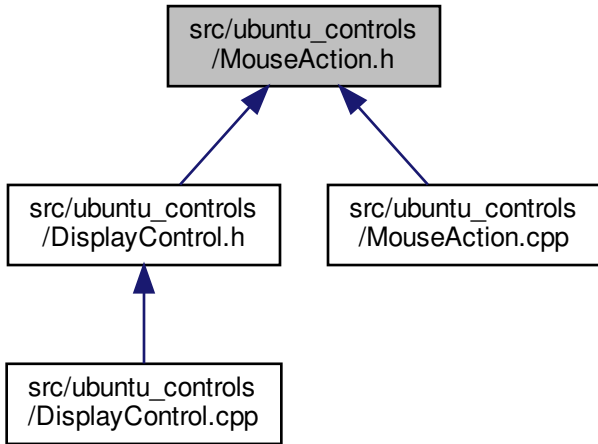 src/ubuntu_controls
/MouseAction.h
src/ubuntu_controls
/DisplayControl.h
src/ubuntu_controls
/MouseAction.cpp
src/ubuntu_controls
/DisplayControl.cpp